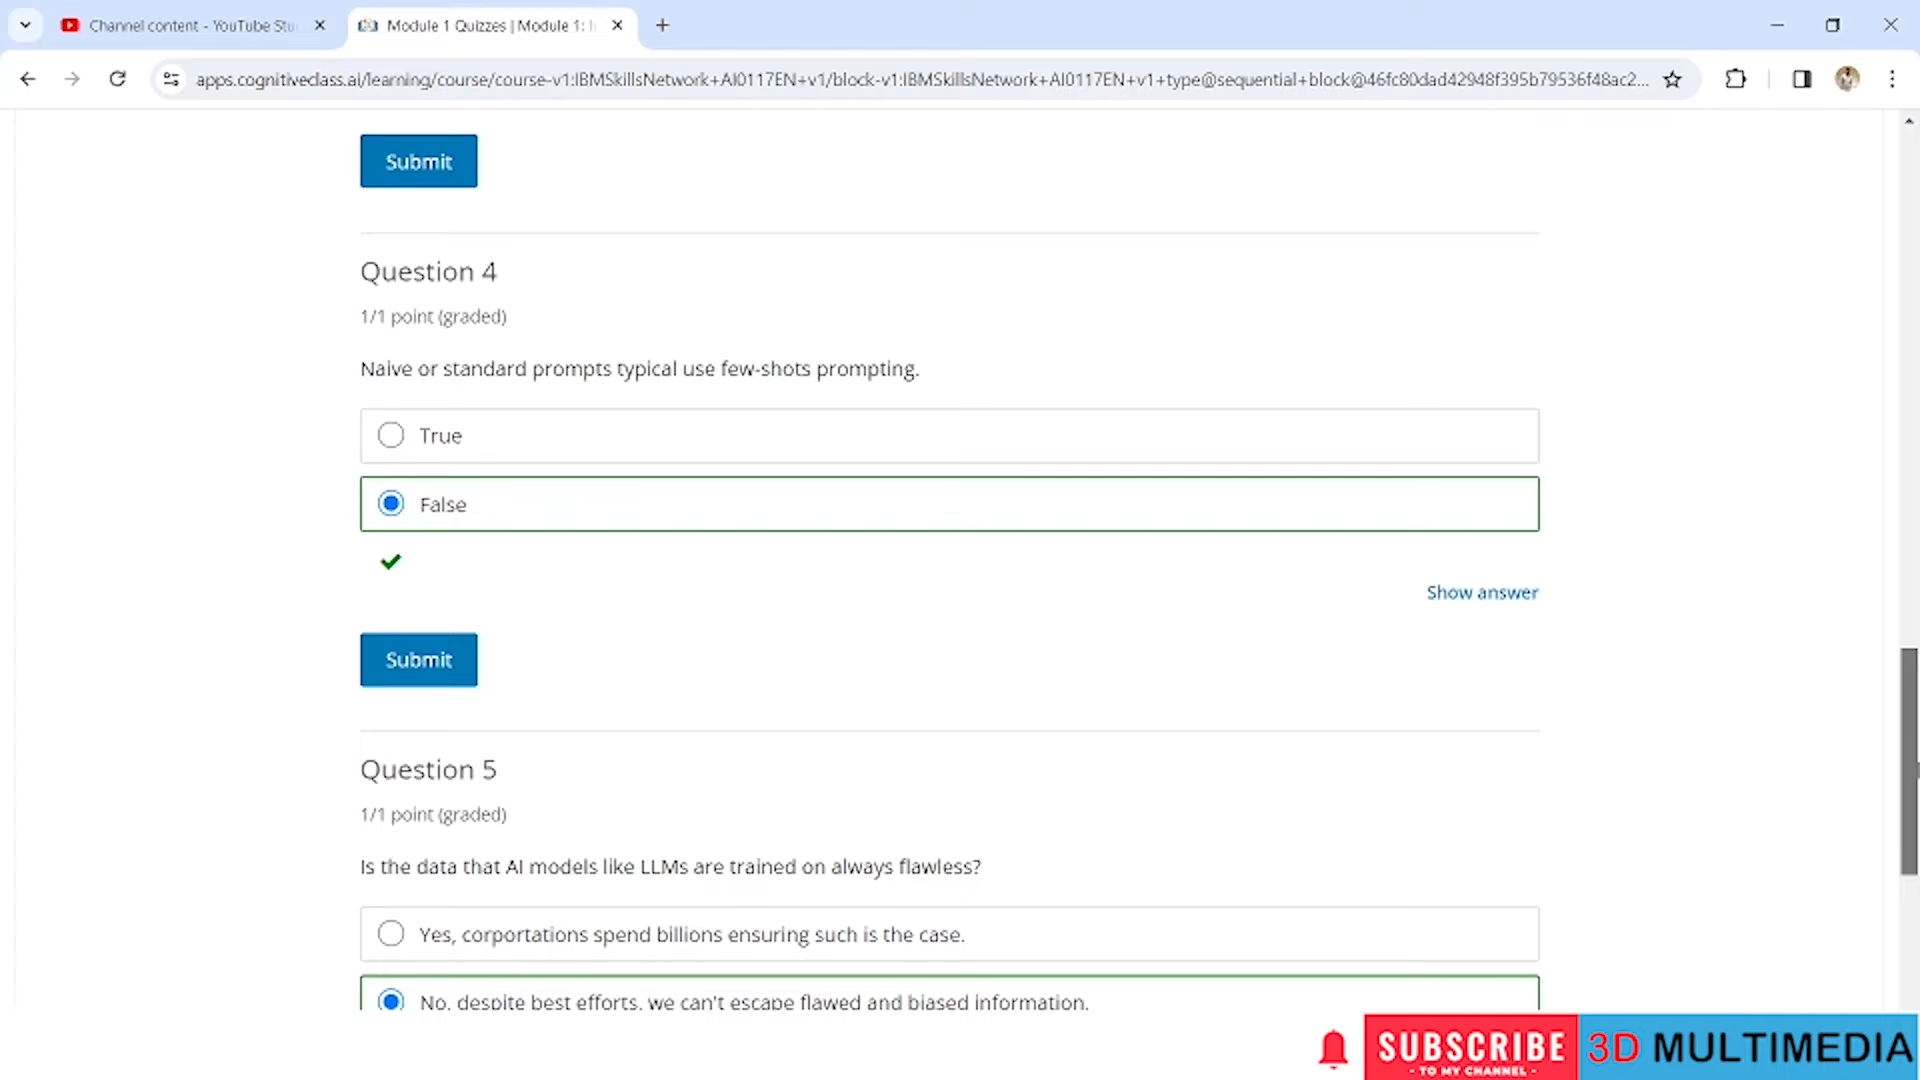 Channel content - YouTube Stu
Module 1 Quizzes | Module 1: I
apps.cognitiveclass.ai/learning/course/course-v1:IBMSkillsNetwork+AI0117EN+v1/block-v1:IBMSkillsNetwork+AI0117EN+v1+type@sequential+block@46fc80dad42948f395b79536f48ac2...
Submit
Question 4
1/1 point (graded)
Naive or standard prompts typical use few-shots prompting.
True
False
Show answer
Submit
Question 5
1/1 point (graded)
Is the data that AI models like LLMs are trained on always flawless?
Yes, corportations spend billions ensuring such is the case.
No, despite best efforts, we can't escape flawed and biased information.
SUBSCRIBE
- TO MY CHANNEL -
3D MULTIMEDIA